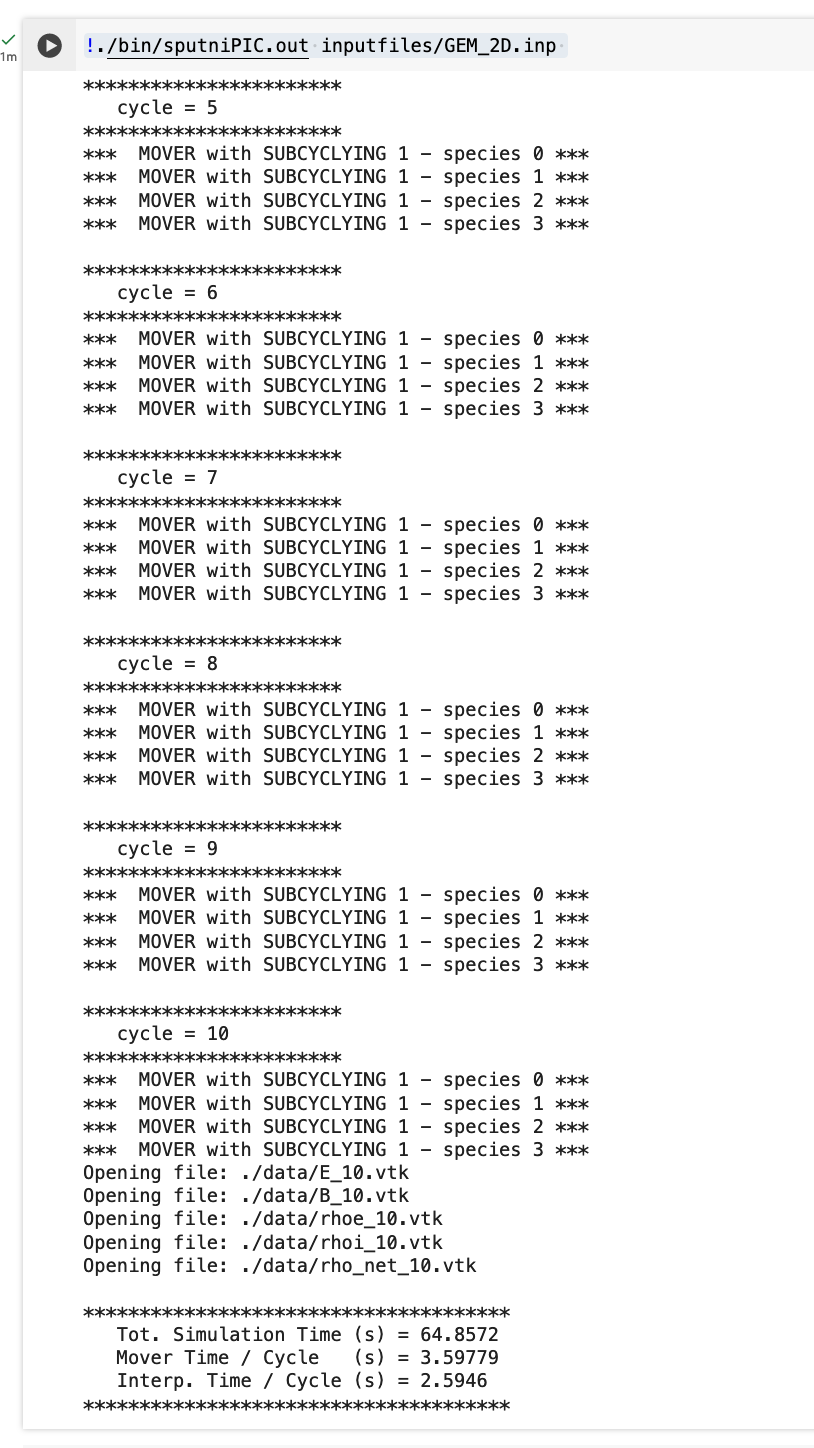 1m
!./bin/sputniPIC.out inputfiles/GEM_2D.inp
***********************
   cycle = 5
***********************
***  MOVER with SUBCYCLYING 1 - species 0 ***
***  MOVER with SUBCYCLYING 1 - species 1 ***
***  MOVER with SUBCYCLYING 1 - species 2 ***
***  MOVER with SUBCYCLYING 1 - species 3 ***

***********************
   cycle = 6
***********************
***  MOVER with SUBCYCLYING 1 - species 0 ***
***  MOVER with SUBCYCLYING 1 - species 1 ***
***  MOVER with SUBCYCLYING 1 - species 2 ***
***  MOVER with SUBCYCLYING 1 - species 3 ***

***********************
   cycle = 7
***********************
***  MOVER with SUBCYCLYING 1 - species 0 ***
***  MOVER with SUBCYCLYING 1 - species 1 ***
***  MOVER with SUBCYCLYING 1 - species 2 ***
***  MOVER with SUBCYCLYING 1 - species 3 ***

***********************
   cycle = 8
***********************
***  MOVER with SUBCYCLYING 1 - species 0 ***
***  MOVER with SUBCYCLYING 1 - species 1 ***
***  MOVER with SUBCYCLYING 1 - species 2 ***
***  MOVER with SUBCYCLYING 1 - species 3 ***

***********************
   cycle = 9
***********************
***  MOVER with SUBCYCLYING 1 - species 0 ***
***  MOVER with SUBCYCLYING 1 - species 1 ***
***  MOVER with SUBCYCLYING 1 - species 2 ***
***  MOVER with SUBCYCLYING 1 - species 3 ***

***********************
   cycle = 10
***********************
***  MOVER with SUBCYCLYING 1 - species 0 ***
***  MOVER with SUBCYCLYING 1 - species 1 ***
***  MOVER with SUBCYCLYING 1 - species 2 ***
***  MOVER with SUBCYCLYING 1 - species 3 ***
Opening file: ./data/E_10.vtk
Opening file: ./data/B_10.vtk
Opening file: ./data/rhoe_10.vtk
Opening file: ./data/rhoi_10.vtk
Opening file: ./data/rho_net_10.vtk

**************************************
   Tot. Simulation Time (s) = 64.8572
   Mover Time / Cycle   (s) = 3.59779
   Interp. Time / Cycle (s) = 2.5946
**************************************